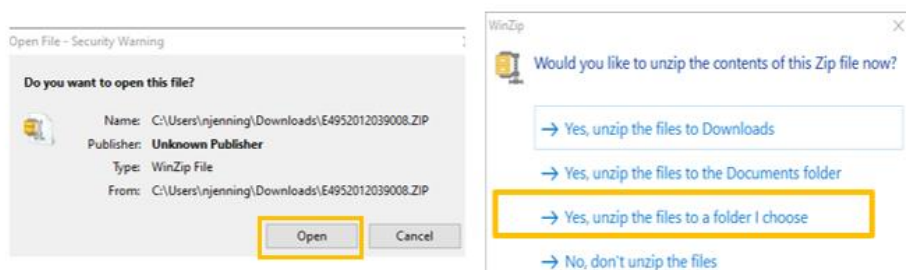 Open File - Security Warning
Do you want to open this file?
Name: C:\Users\njenning\Downloads\E4952012039008.ZIP
Publisher: Unknown Publisher
Type: WinZip File
From: C:\Users\njenning\Downloads\E4952012039008.ZIP
Open Cancel
WinZip
Would you like to unzip the contents of this Zip file now?
→ Yes, unzip the files to Downloads
→ Yes, unzip the files to the Documents folder
→ Yes, unzip the files to a folder I choose
→ No, don't unzip the files